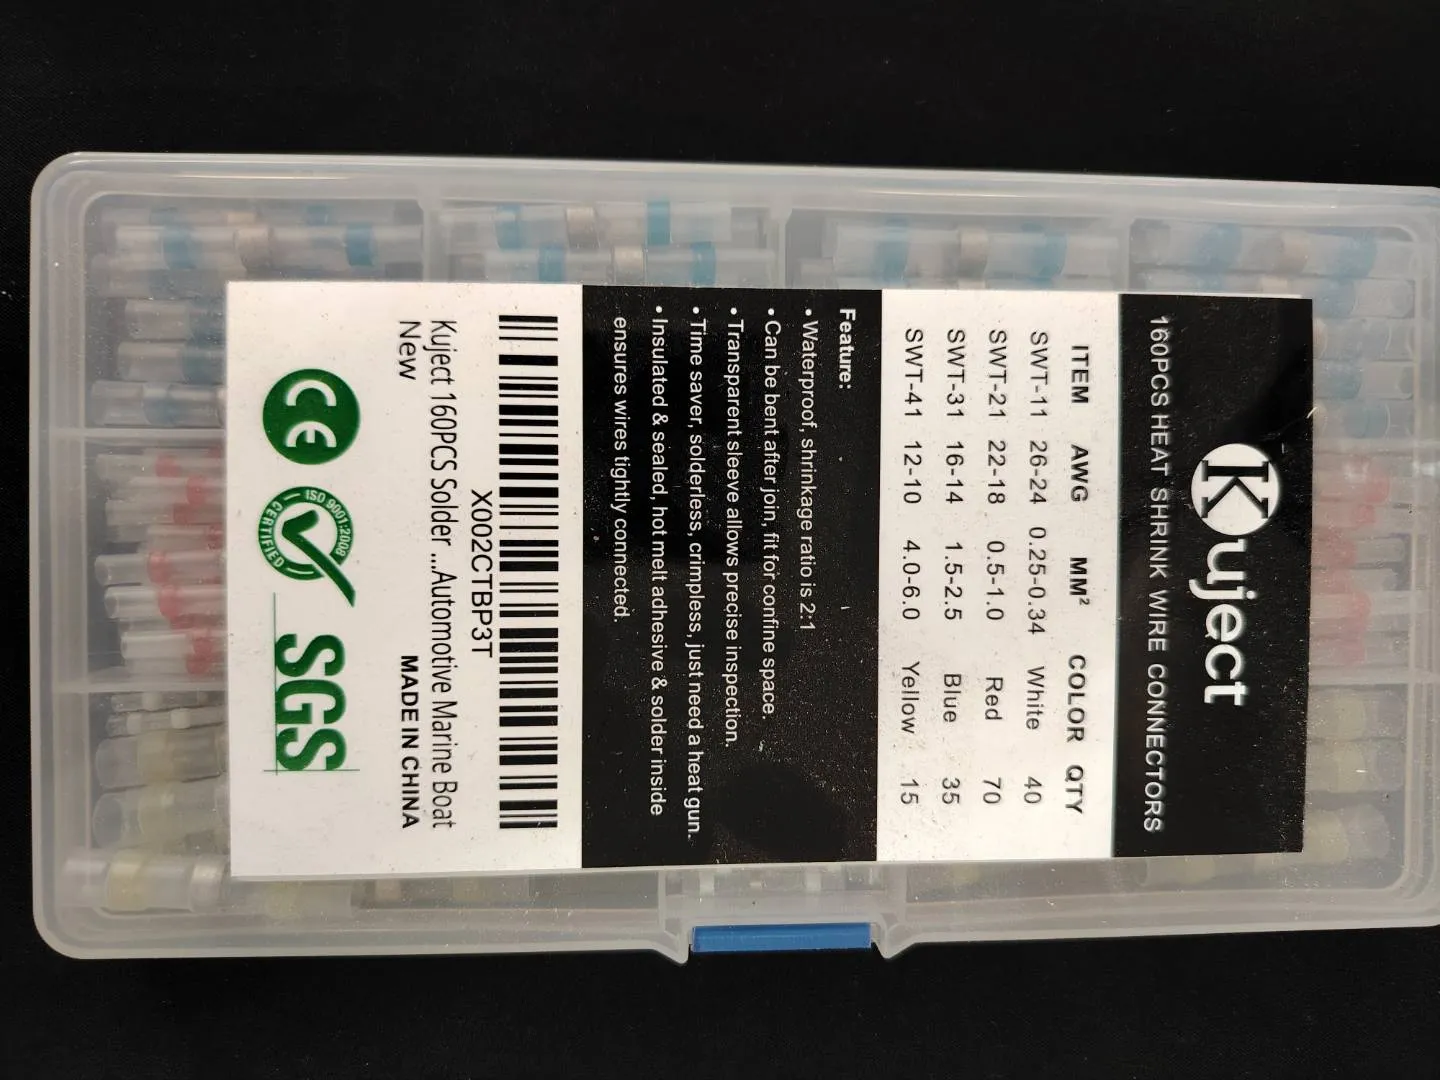 Kuject
160PCS HEAT SHRINK WIRE CONNECTORS
ITEM AWG MM² COLOR QTY
SWT-11 26-24 0.25-0.34 White 40
SWT-21 22-18 0.5-1.0 Red 70
SWT-31 16-14 1.5-2.5 Blue 35
SWT-41 12-10 4.0-6.0 Yellow 15
Feature:
• Waterproof, shrinkage ratio is 2:1
• Can be bent after join, fit for confine space.
• Transparent sleeve allows precise inspection.
• Time saver, solderless, crimpless, just need a heat gun.
• Insulated & sealed, hot melt adhesive & solder inside
ensures wires tightly connected.
X002CTBP3T
Kuject 160PCS Solder ...Automotive Marine Boat
New
MADE IN CHINA
CE
ISO 9001:2008
CERTIFIED
SGS